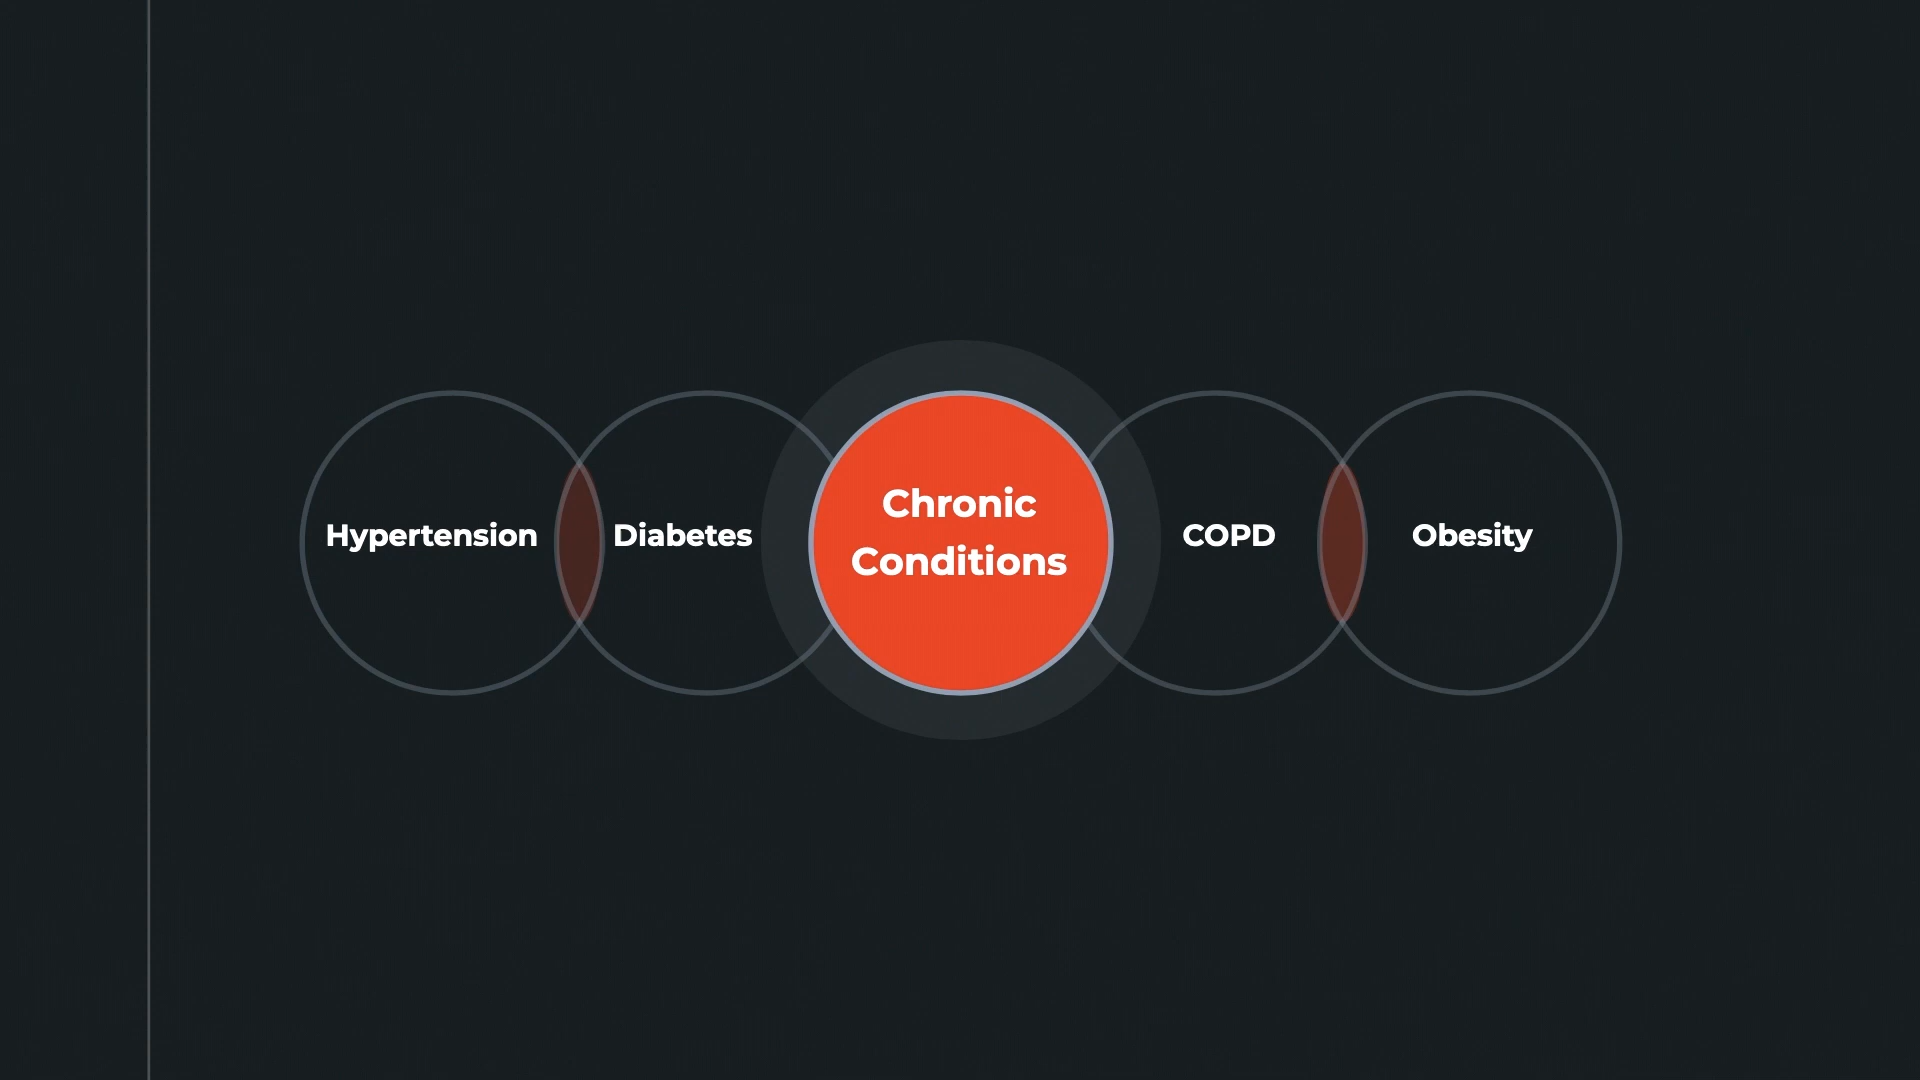 Hypertension
Diabetes
Chronic
Conditions
COPD
Obesity